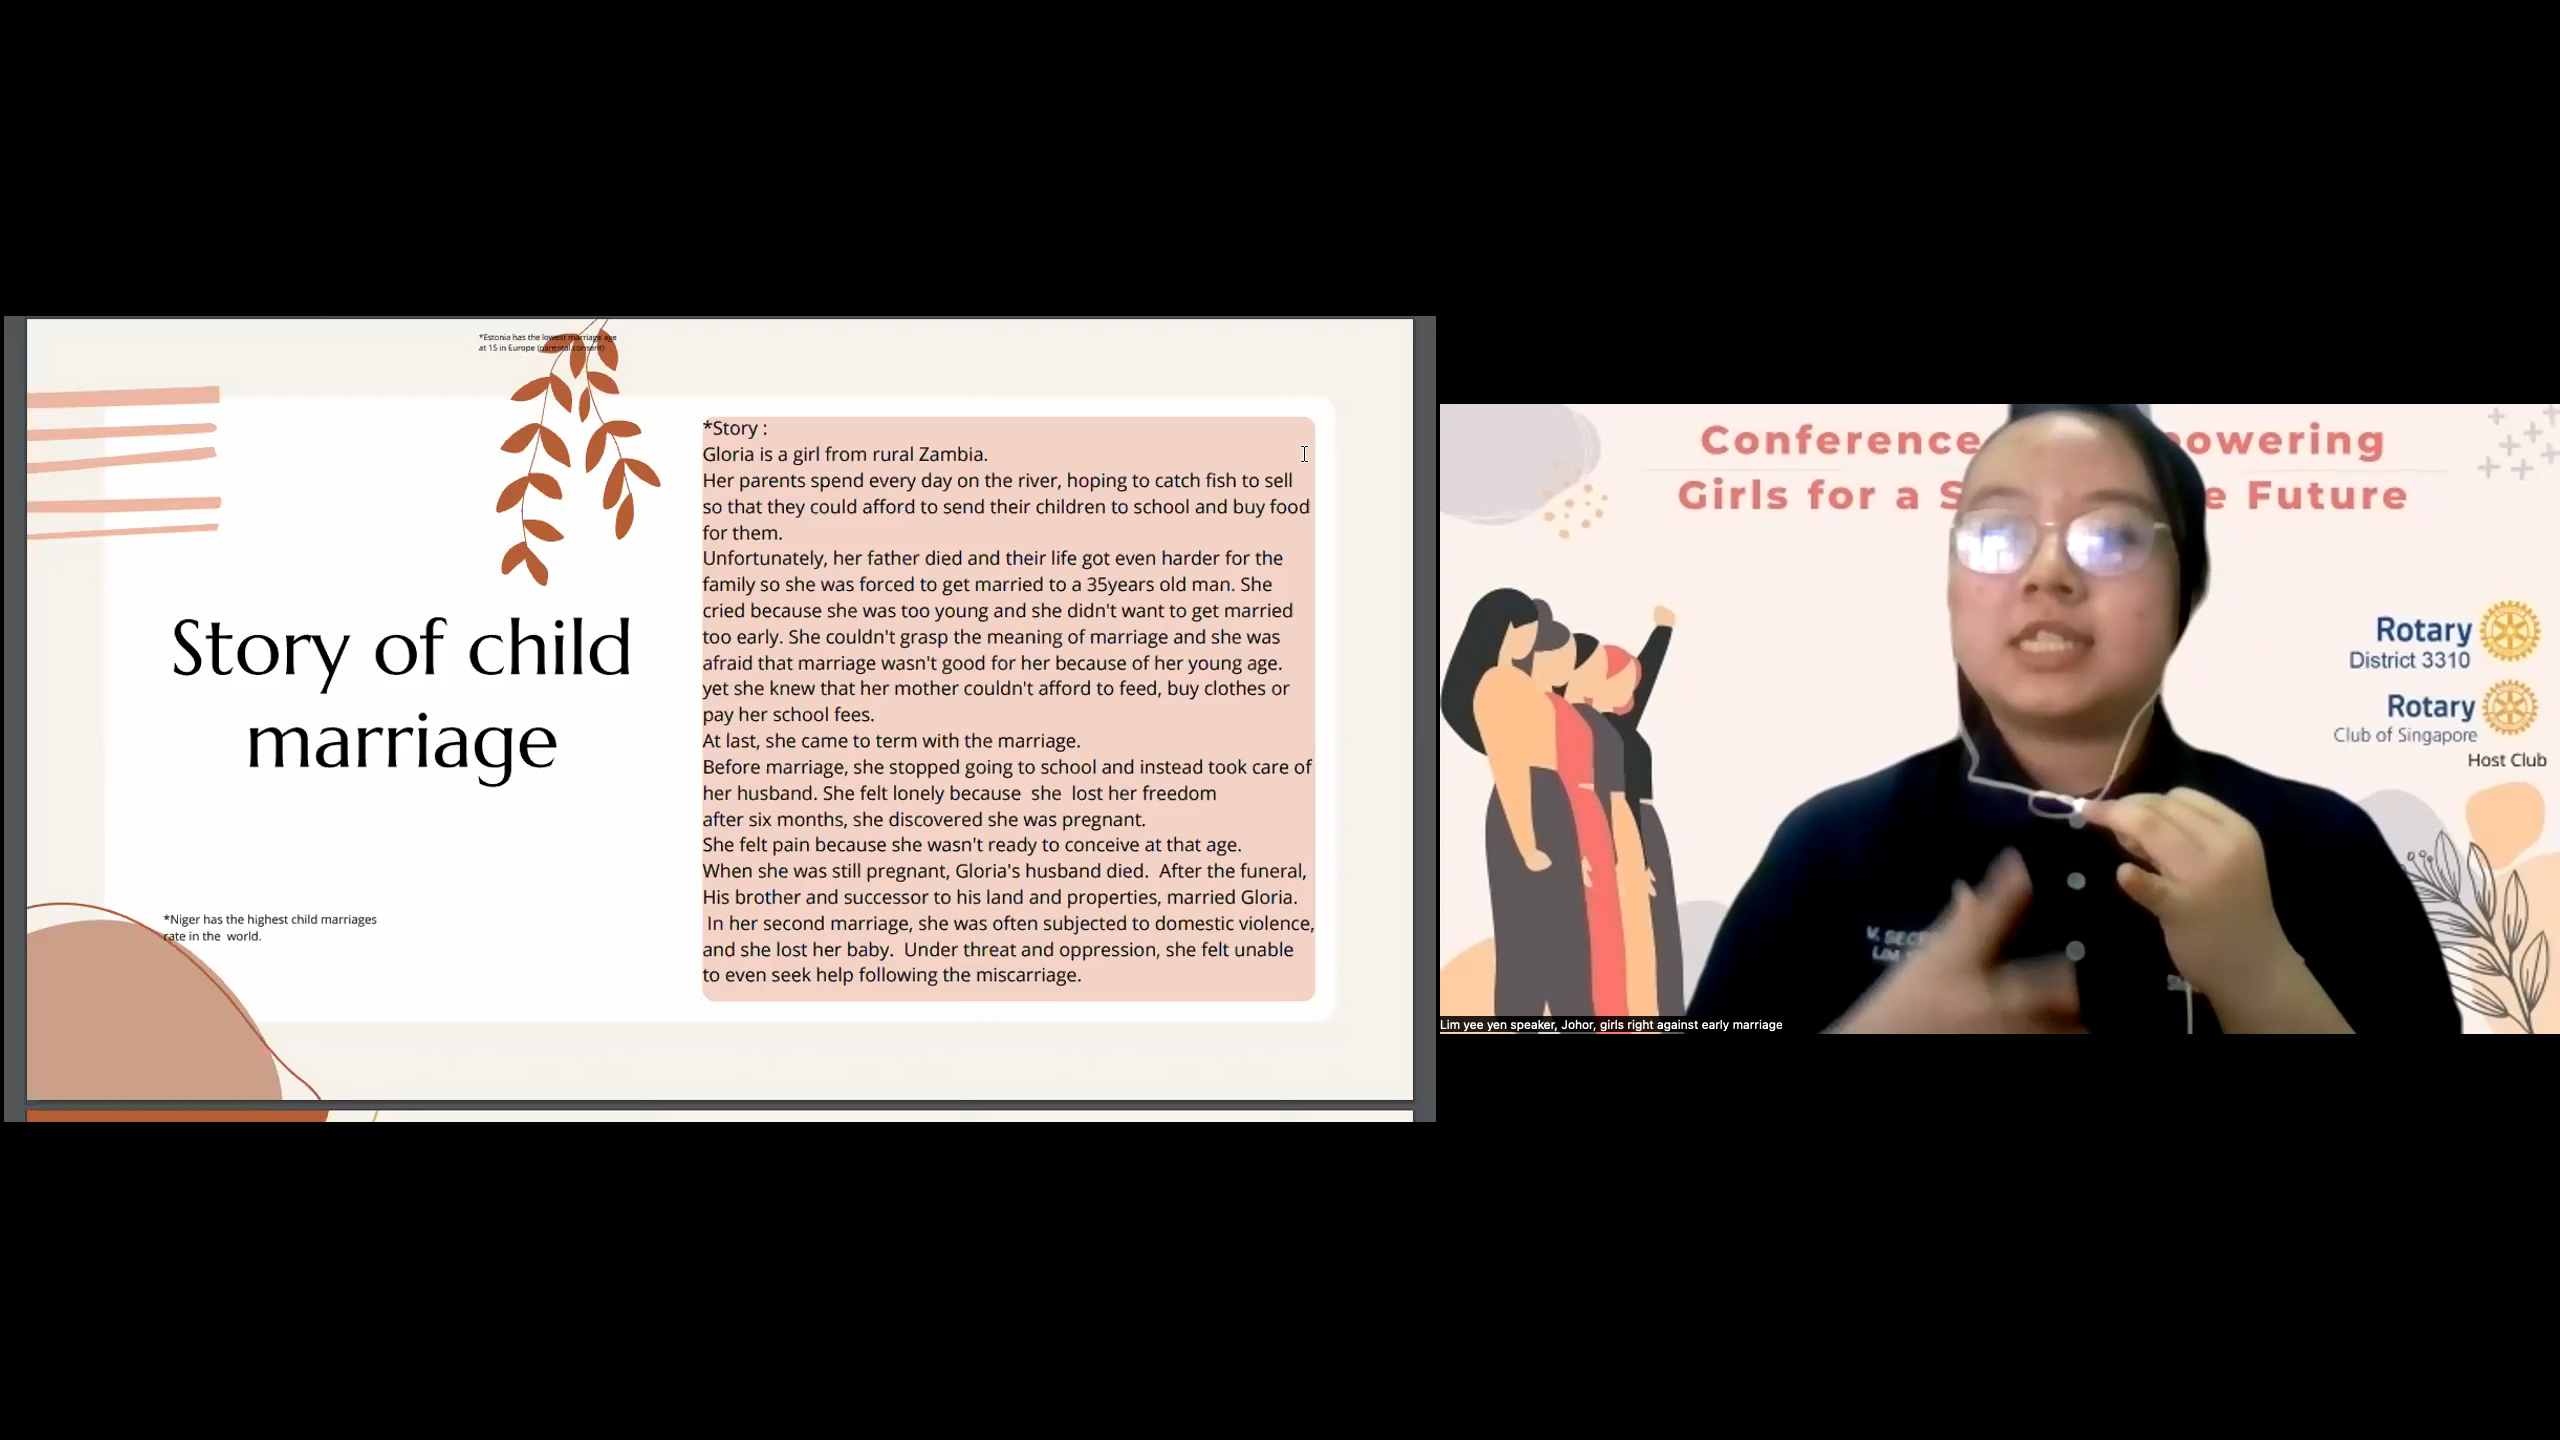 *Estonia has the lowest marriage age
at 15 in Europe (parental consent)
Story of child
marriage
*Niger has the highest child marriages
rate in the  world.
*Story :
Gloria is a girl from rural Zambia.
Her parents spend every day on the river, hoping to catch fish to sell
so that they could afford to send their children to school and buy food
for them.
Unfortunately, her father died and their life got even harder for the
family so she was forced to get married to a 35years old man. She
cried because she was too young and she didn't want to get married
too early. She couldn't grasp the meaning of marriage and she was
afraid that marriage wasn't good for her because of her young age.
yet she knew that her mother couldn't afford to feed, buy clothes or
pay her school fees.
At last, she came to term with the marriage.
Before marriage, she stopped going to school and instead took care of
her husband. She felt lonely because  she  lost her freedom
after six months, she discovered she was pregnant.
She felt pain because she wasn't ready to conceive at that age.
When she was still pregnant, Gloria's husband died.  After the funeral,
His brother and successor to his land and properties, married Gloria.
In her second marriage, she was often subjected to domestic violence,
and she lost her baby.  Under threat and oppression, she felt unable
to even seek help following the miscarriage.
Conference powering
Girls for a S e Future
Rotary
District 3310
Rotary
Club of Singapore
Host Club
Lim yee yen speaker, Johor, girls right against early marriage